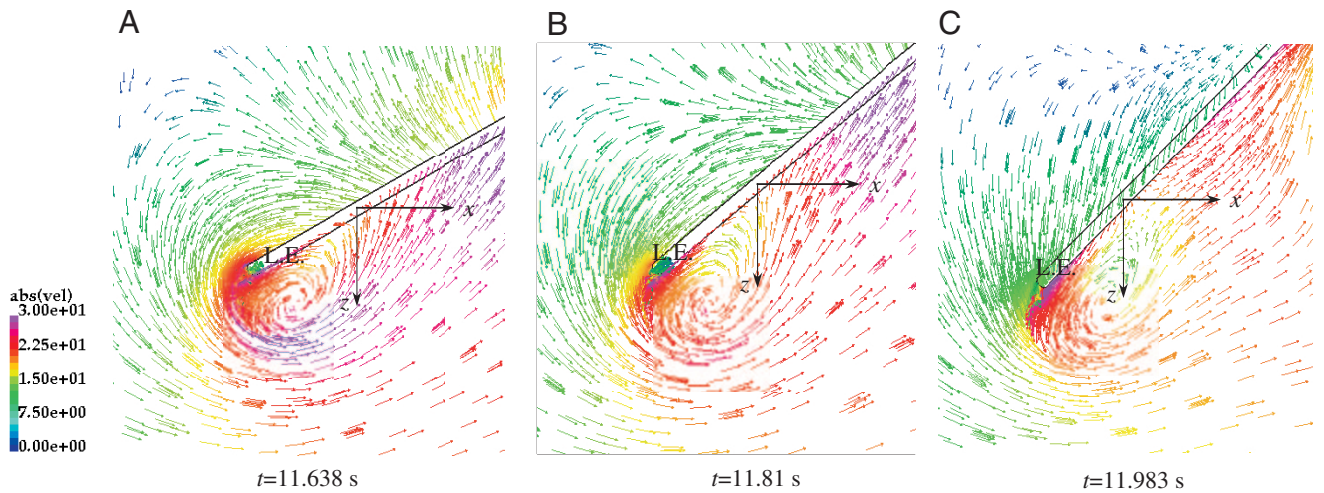 A
B
C
L.E.
x
z
L.E.
x
z
L.E.
x
z
abs(vel)
3.00e+01
2.25e+01
1.50e+01
7.50e+00
0.00e+00
t=11.638 s
t=11.81 s
t=11.983 s